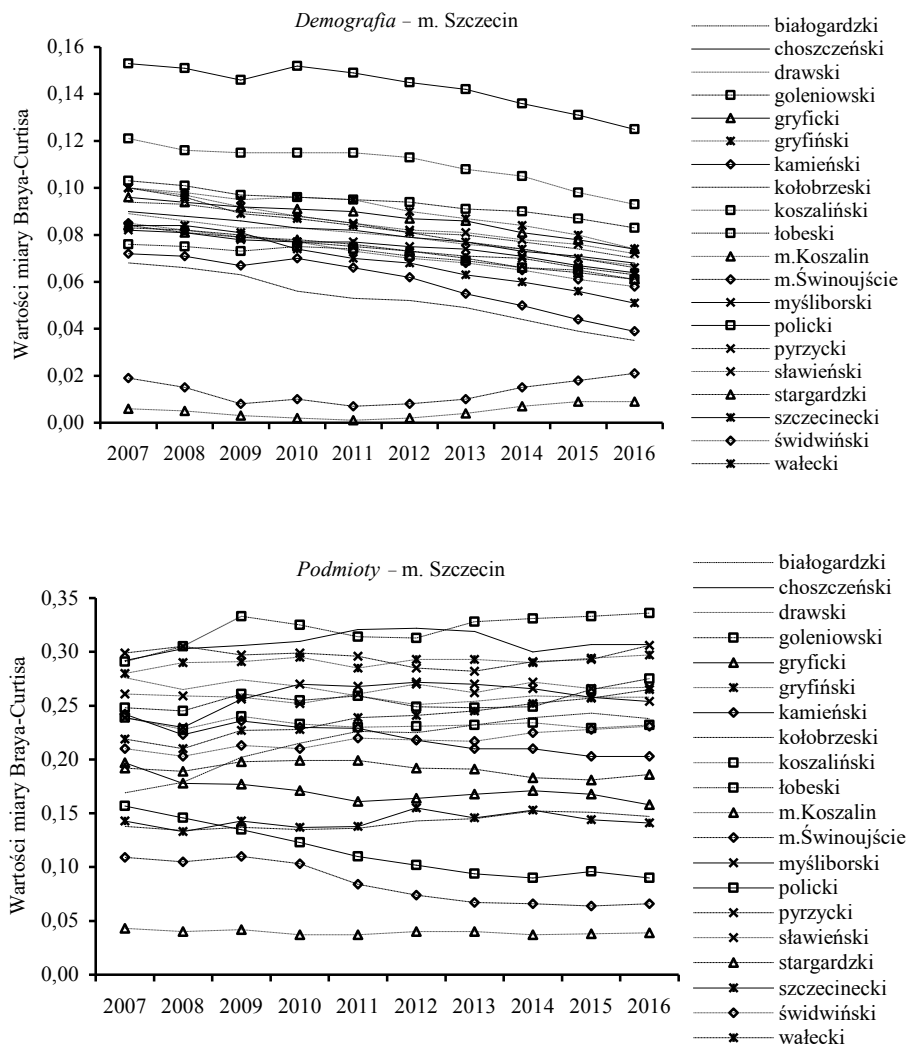 Demografia – m. Szczecin
Wartości miary Braya-Curtisa
0,16
0,14
0,12
0,10
0,08
0,06
0,04
0,02
0,00
2007 2008 2009 2010 2011 2012 2013 2014 2015 2016
białogardzki
choszczeński
drawski
goleniowski
gryficki
gryfiński
kamieński
kołobrzeski
koszaliński
łobeski
m.Koszalin
m.Świnoujście
myśliborski
policki
pyrzycki
sławieński
stargardzki
szczecinecki
świdwiński
wałecki
Podmioty – m. Szczecin
Wartości miary Braya-Curtisa
0,35
0,30
0,25
0,20
0,15
0,10
0,05
0,00
2007 2008 2009 2010 2011 2012 2013 2014 2015 2016
białogardzki
choszczeński
drawski
goleniowski
gryficki
gryfiński
kamieński
kołobrzeski
koszaliński
łobeski
m.Koszalin
m.Świnoujście
myśliborski
policki
pyrzycki
sławieński
stargardzki
szczecinecki
świdwiński
wałecki